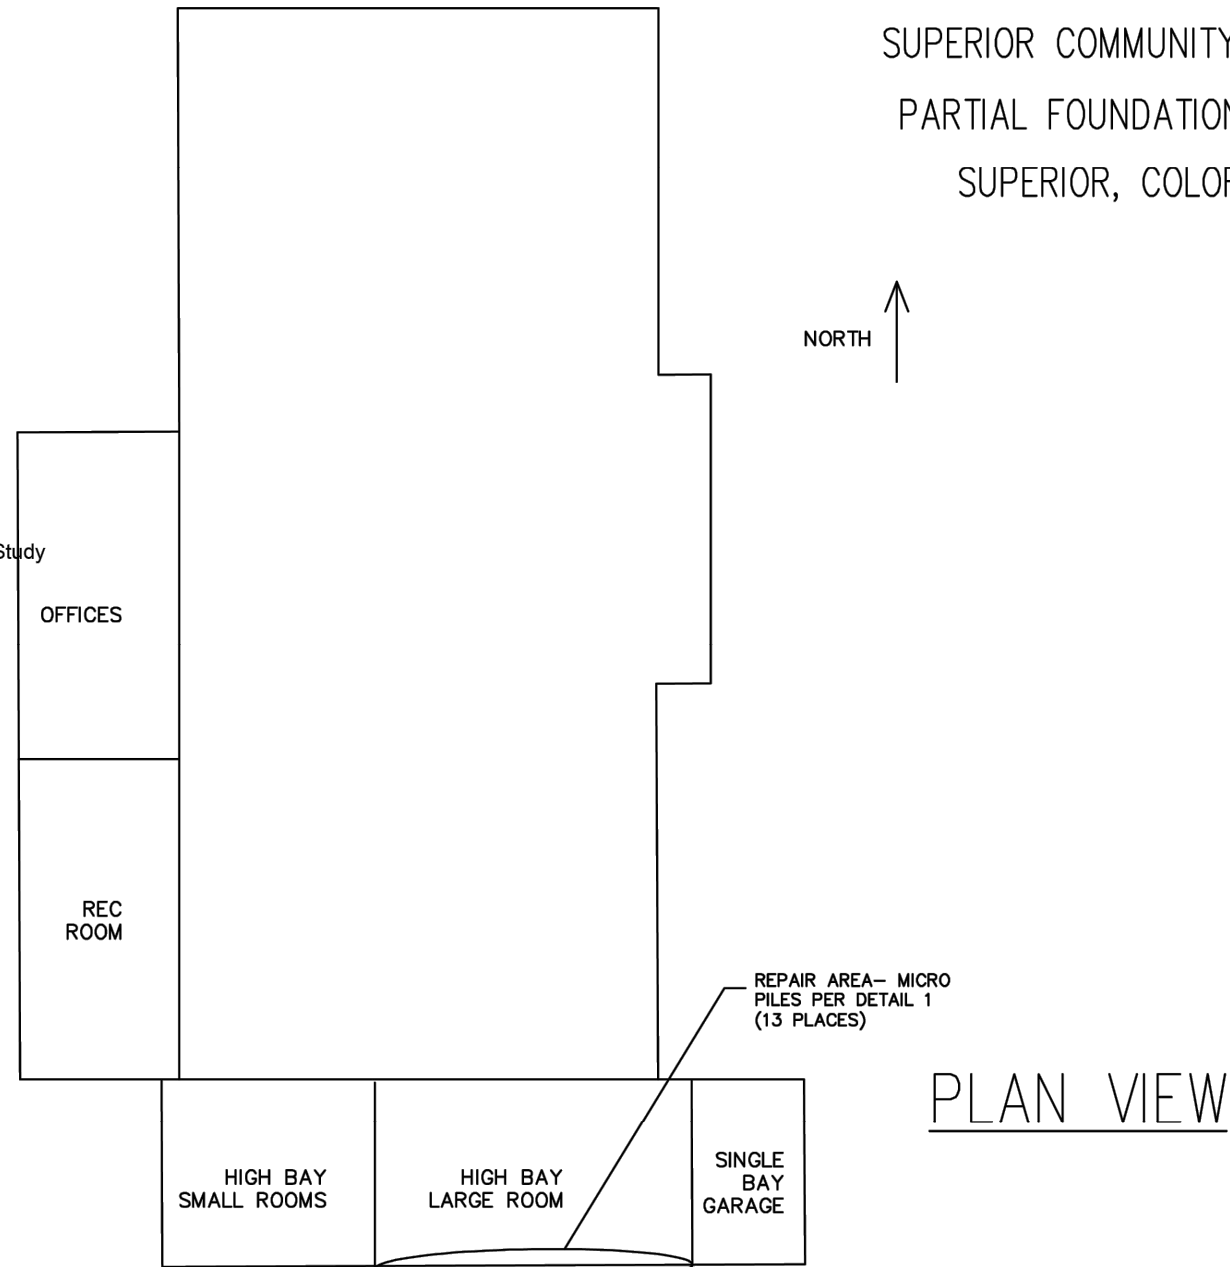 SUPERIOR COMMUNITY
PARTIAL FOUNDATION
SUPERIOR,
NORTH
Study
OFFICES
REC
ROOM
REPAIR AREA– MICRO
PILES PER DETAIL 1
(13 PLACES)
PLAN VIEW
HIGH BAY
SMALL ROOMS
HIGH BAY
LARGE ROOM
SINGLE
BAY
GARAGE